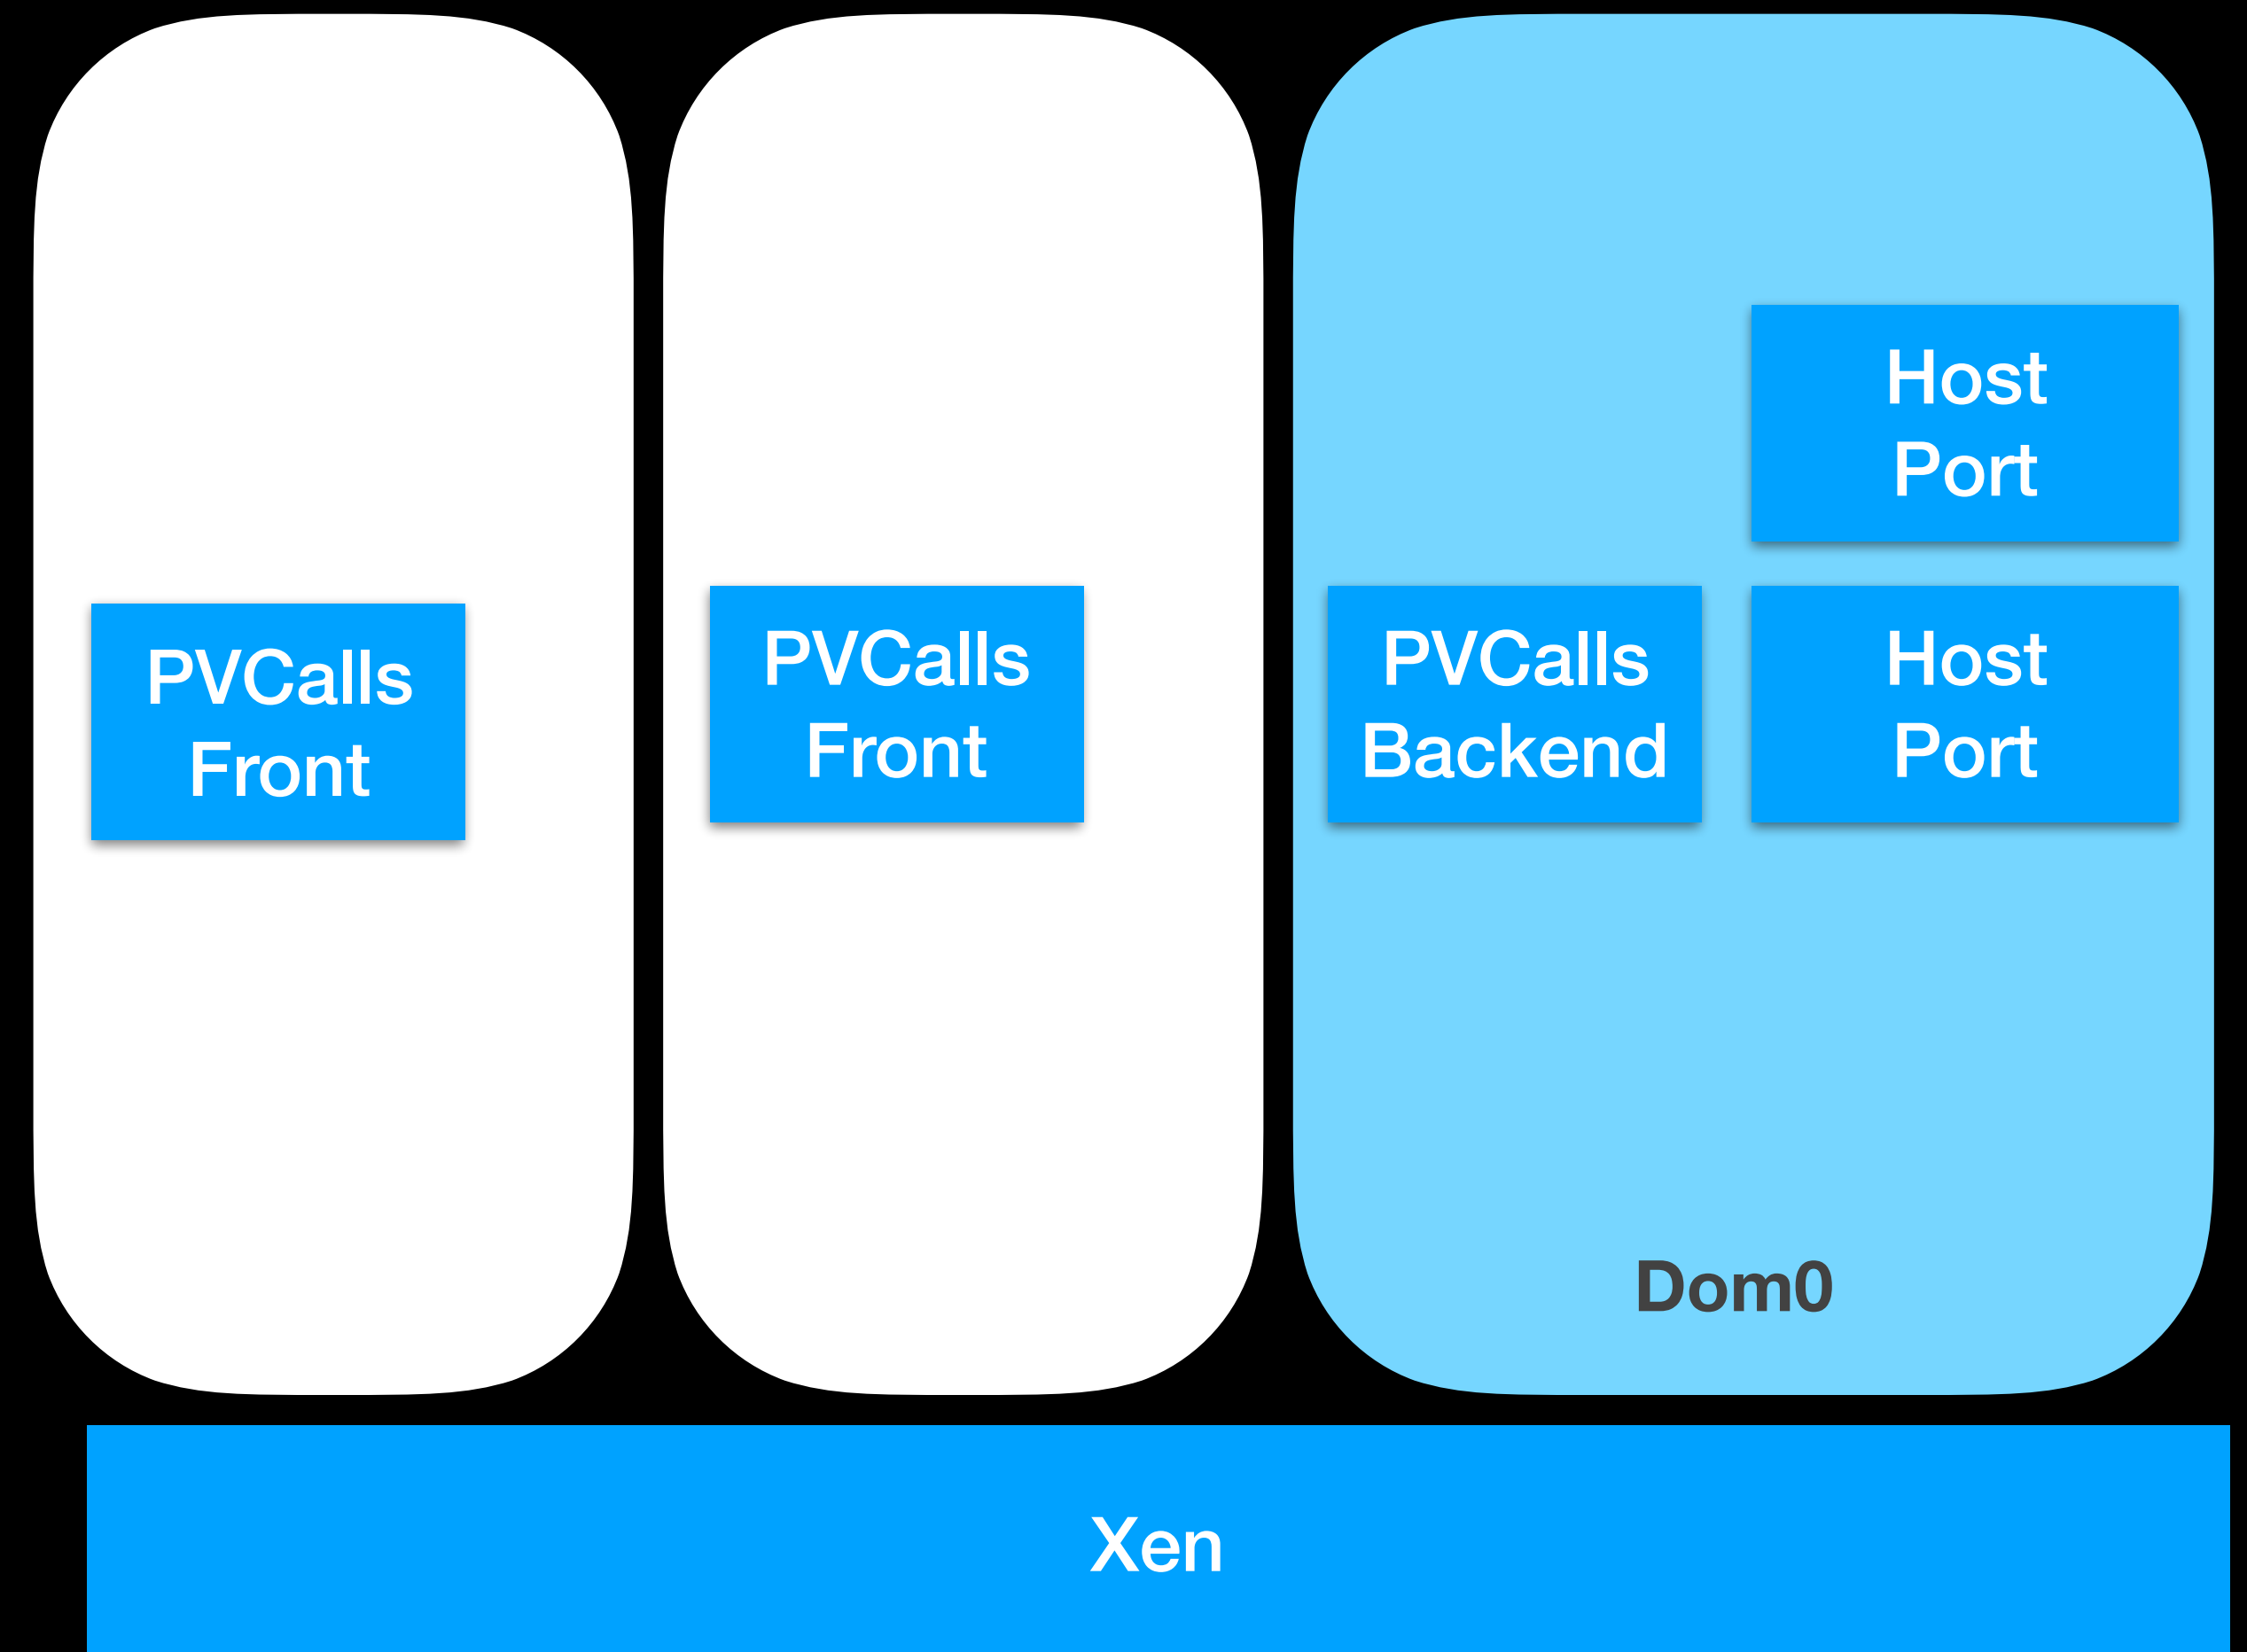 Host
Port
PVCalls
Front
PVCalls
Front
PVCalls
Backend
Host
Port
Dom0
Xen